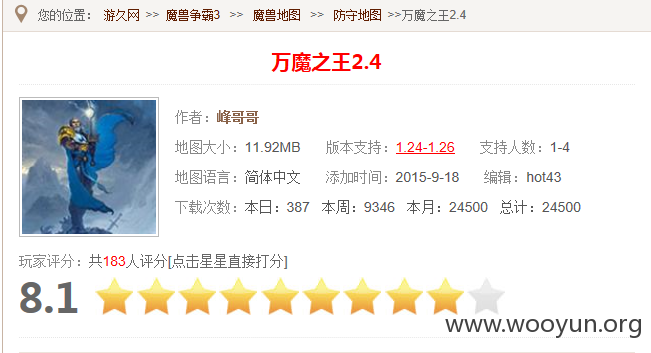 您的位置： 游久网 >> 魔兽争霸3 >> 魔兽地图 >> 防守地图 >>万魔之王2.4
万魔之王2.4
作者：峰哥哥
地图大小：11.92MB 版本支持：1.24-1.26 支持人数：1-4
地图语言：简体中文 添加时间：2015-9-18 编辑：hot43
下载次数：本日：387 本周：9346 本月：24500 总计：24500
玩家评分：共183人评分[点击星星直接打分]
8.1
www.wooyun.org